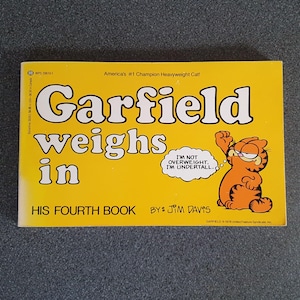 America's #1 Champion Heavyweight Cat!
Garfield
weighs
in
I'M NOT
OVERWEIGHT,
I'M UNDERTALL.
HIS FOURTH BOOK
BY: JIM DAVIS